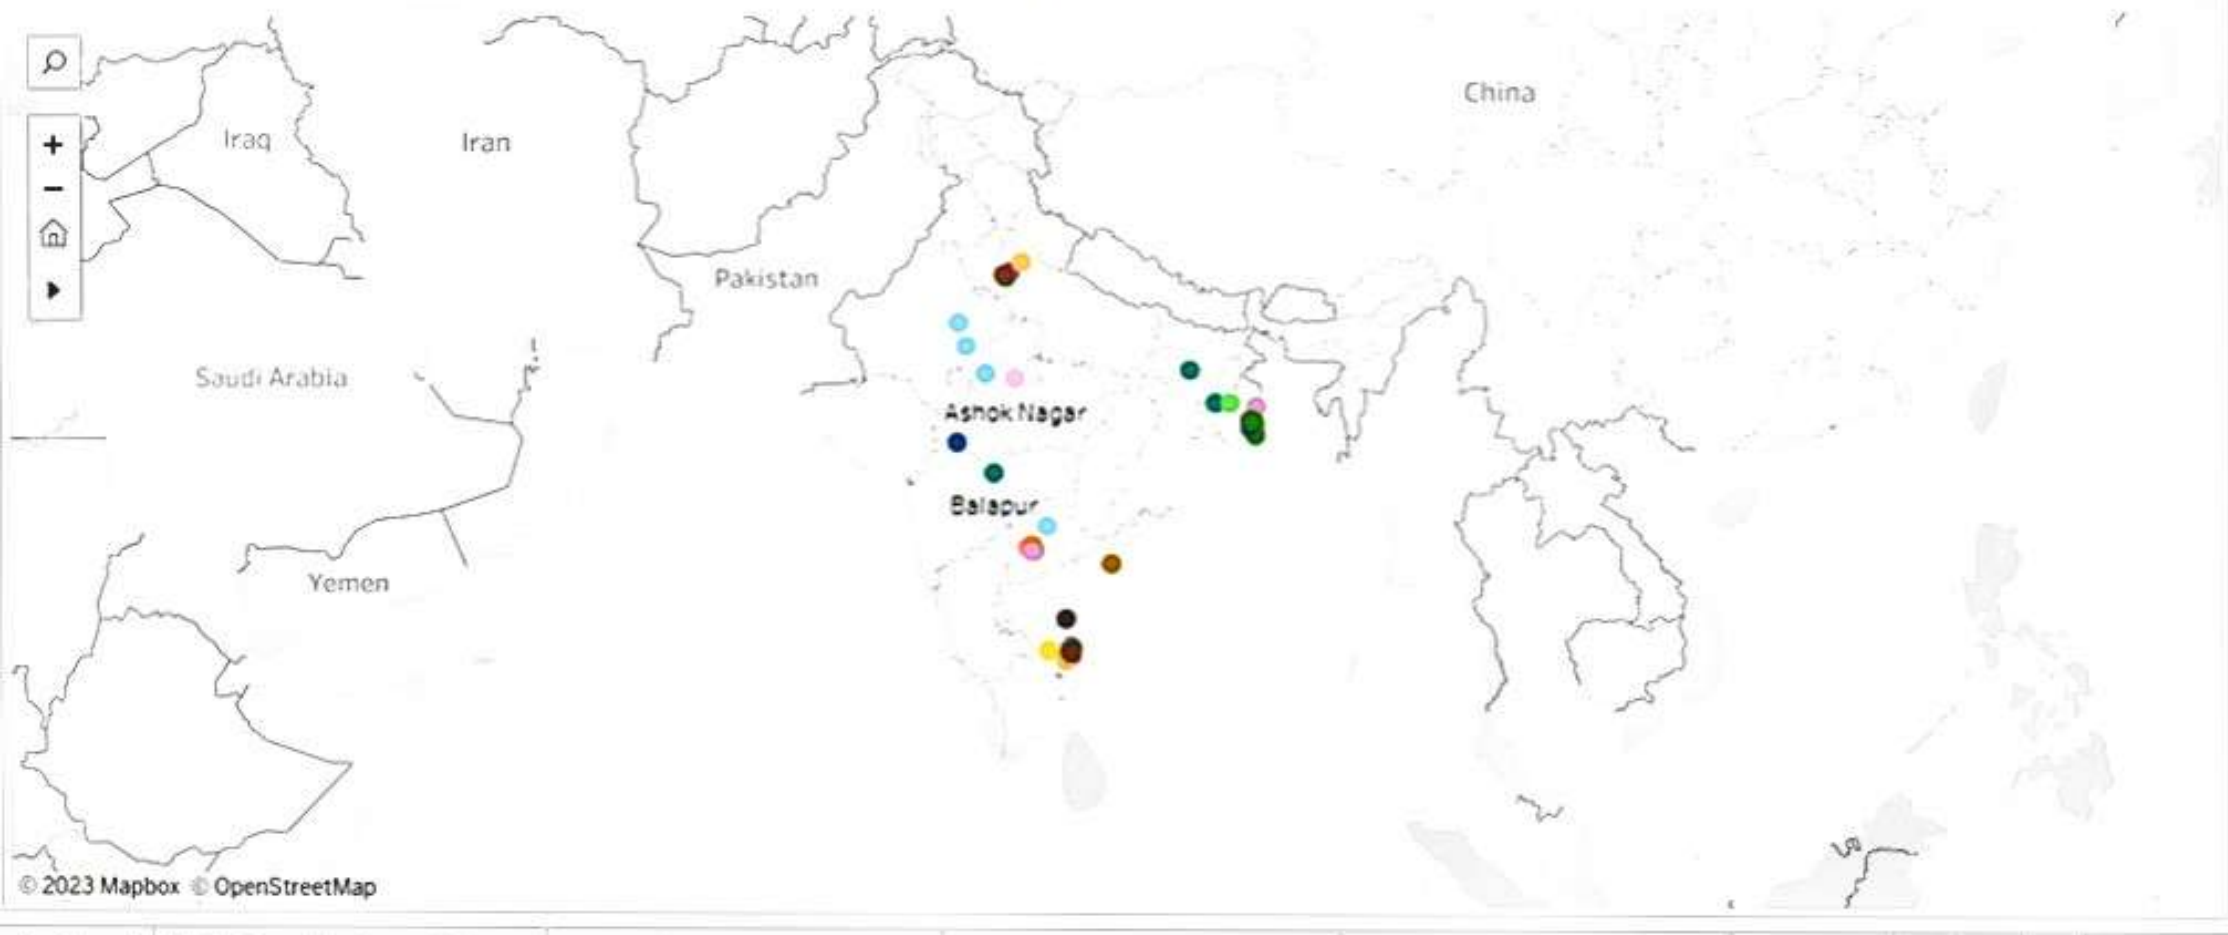 China
Iraq
Iran
Pakistan
Saudi Arabia
Ashok Nagar
Balapur
Yemen
© 2023 Mapbox © OpenStreetMap